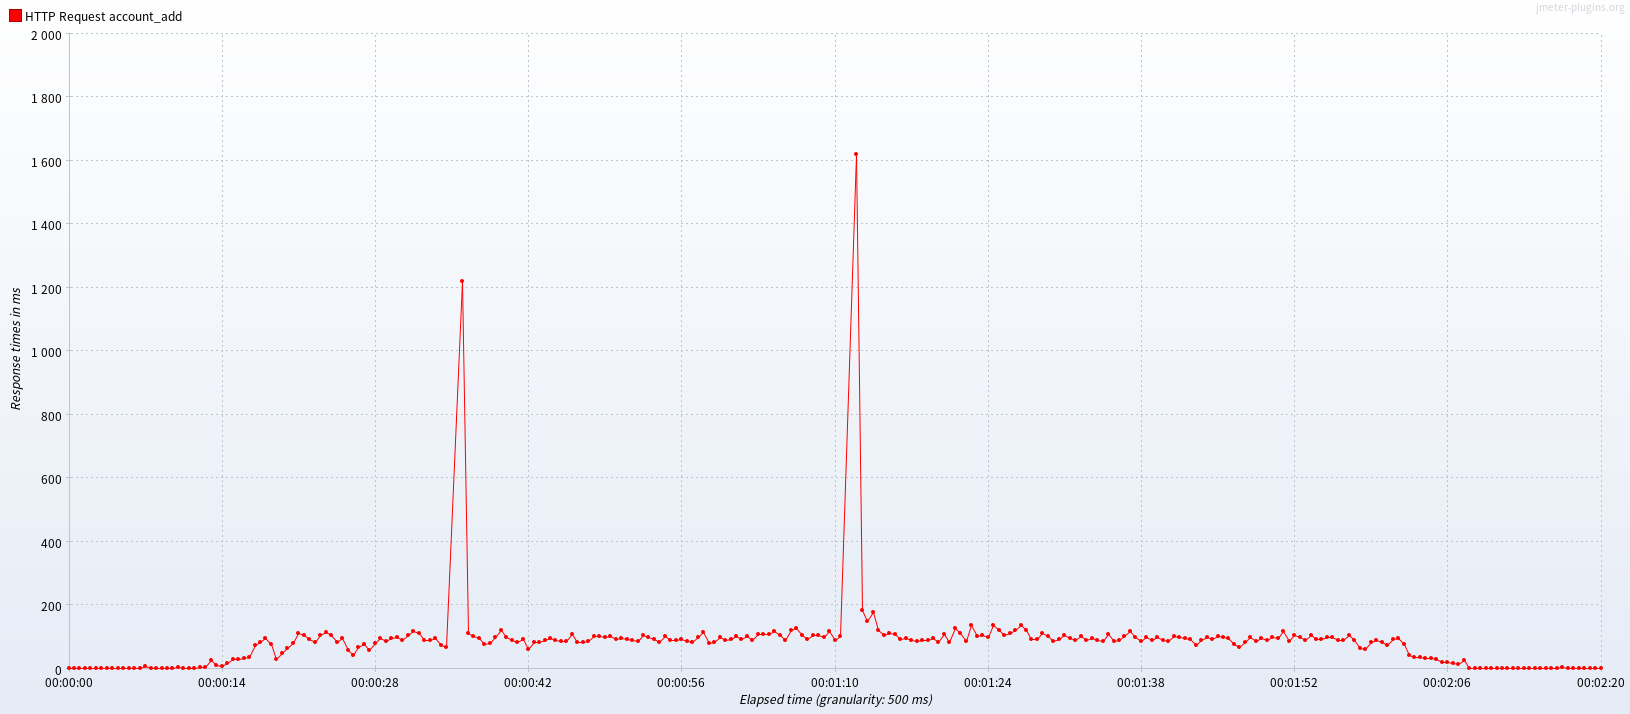 jmeter-plugins.org
HTTP Request account_add
2 000
1 800
1 600
1 400
1 200
1 000
800
600
400
200
0
Response times in ms
00:00:00 00:00:14 00:00:28 00:00:42 00:00:56 00:01:10 00:01:24 00:01:38 00:01:52 00:02:06 00:02:20
Elapsed time (granularity: 500 ms)